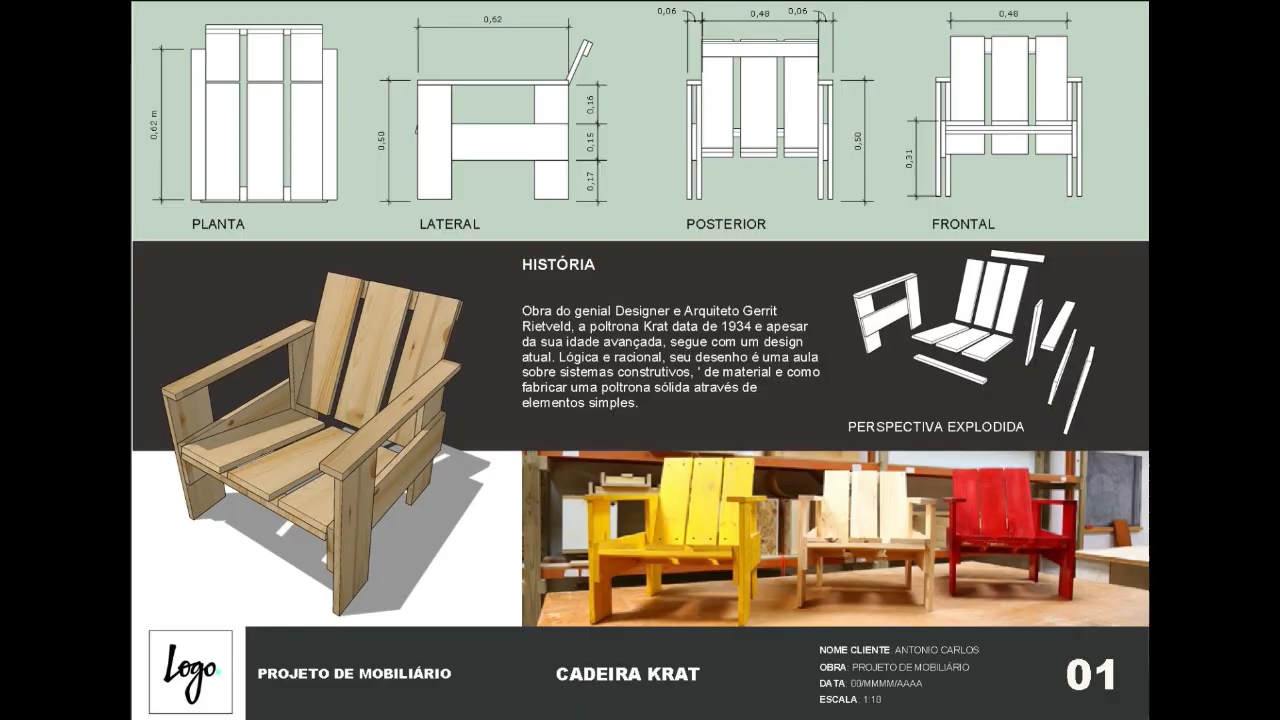 0,62
0,06
0,48
0,06
0,48
0,62 m
0,50
0,16
0,15
0,17
0,50
0,31
PLANTA
LATERAL
POSTERIOR
FRONTAL
HISTÓRIA
Obra do genial Designer e Arquiteto Gerrit
Rietveld, a poltrona Krat data de 1934 e apesar
da sua idade avançada, segue com um design
atual. Lógica e racional, seu desenho é uma aula
sobre sistemas construtivos, ' de material e como
fabricar uma poltrona sólida através de
elementos simples.
PERSPECTIVA EXPLODIDA
Logo
PROJETO DE MOBILIÁRIO
CADEIRA KRAT
NOME CLIENTE: ANTONIO CARLOS
OBRA: PROJETO DE MOBILIÁRIO
DATA: 00/MMMM/AAAA
ESCALA: 1:10
01